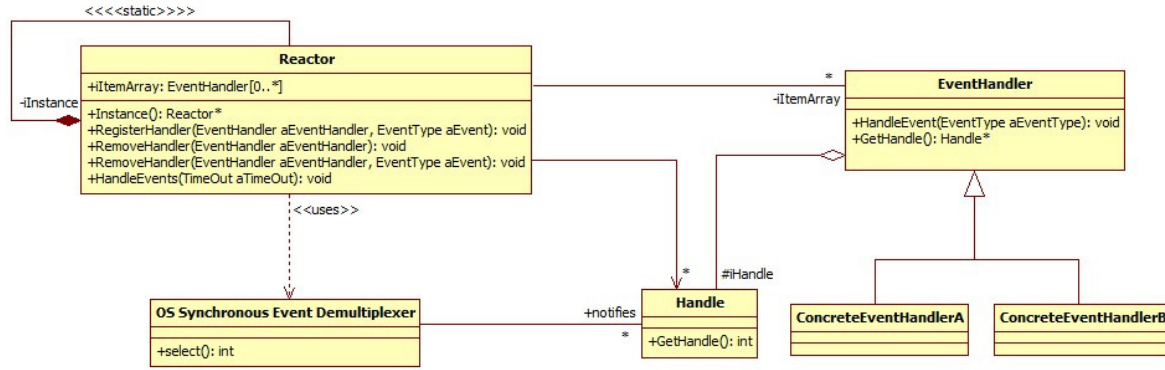 <<<<static>>>>
Reactor
+iItemArray: EventHandler[0..*]
-iInstance
+Instance(): Reactor*
+RegisterHandler(EventHandler aEventHandler, EventType aEvent): void
+RemoveHandler(EventHandler aEventHandler): void
+RemoveHandler(EventHandler aEventHandler, EventType aEvent): void
+HandleEvents(TimeOut aTimeOut): void
*
-iItemArray
EventHandler
+HandleEvent(EventType aEventType): void
+GetHandle(): Handle*
<<uses>>
*
#iHandle
OS Synchronous Event Demultiplexer
+select(): int
+notifies
*
Handle
+GetHandle(): int
ConcreteEventHandlerA
ConcreteEventHandlerB